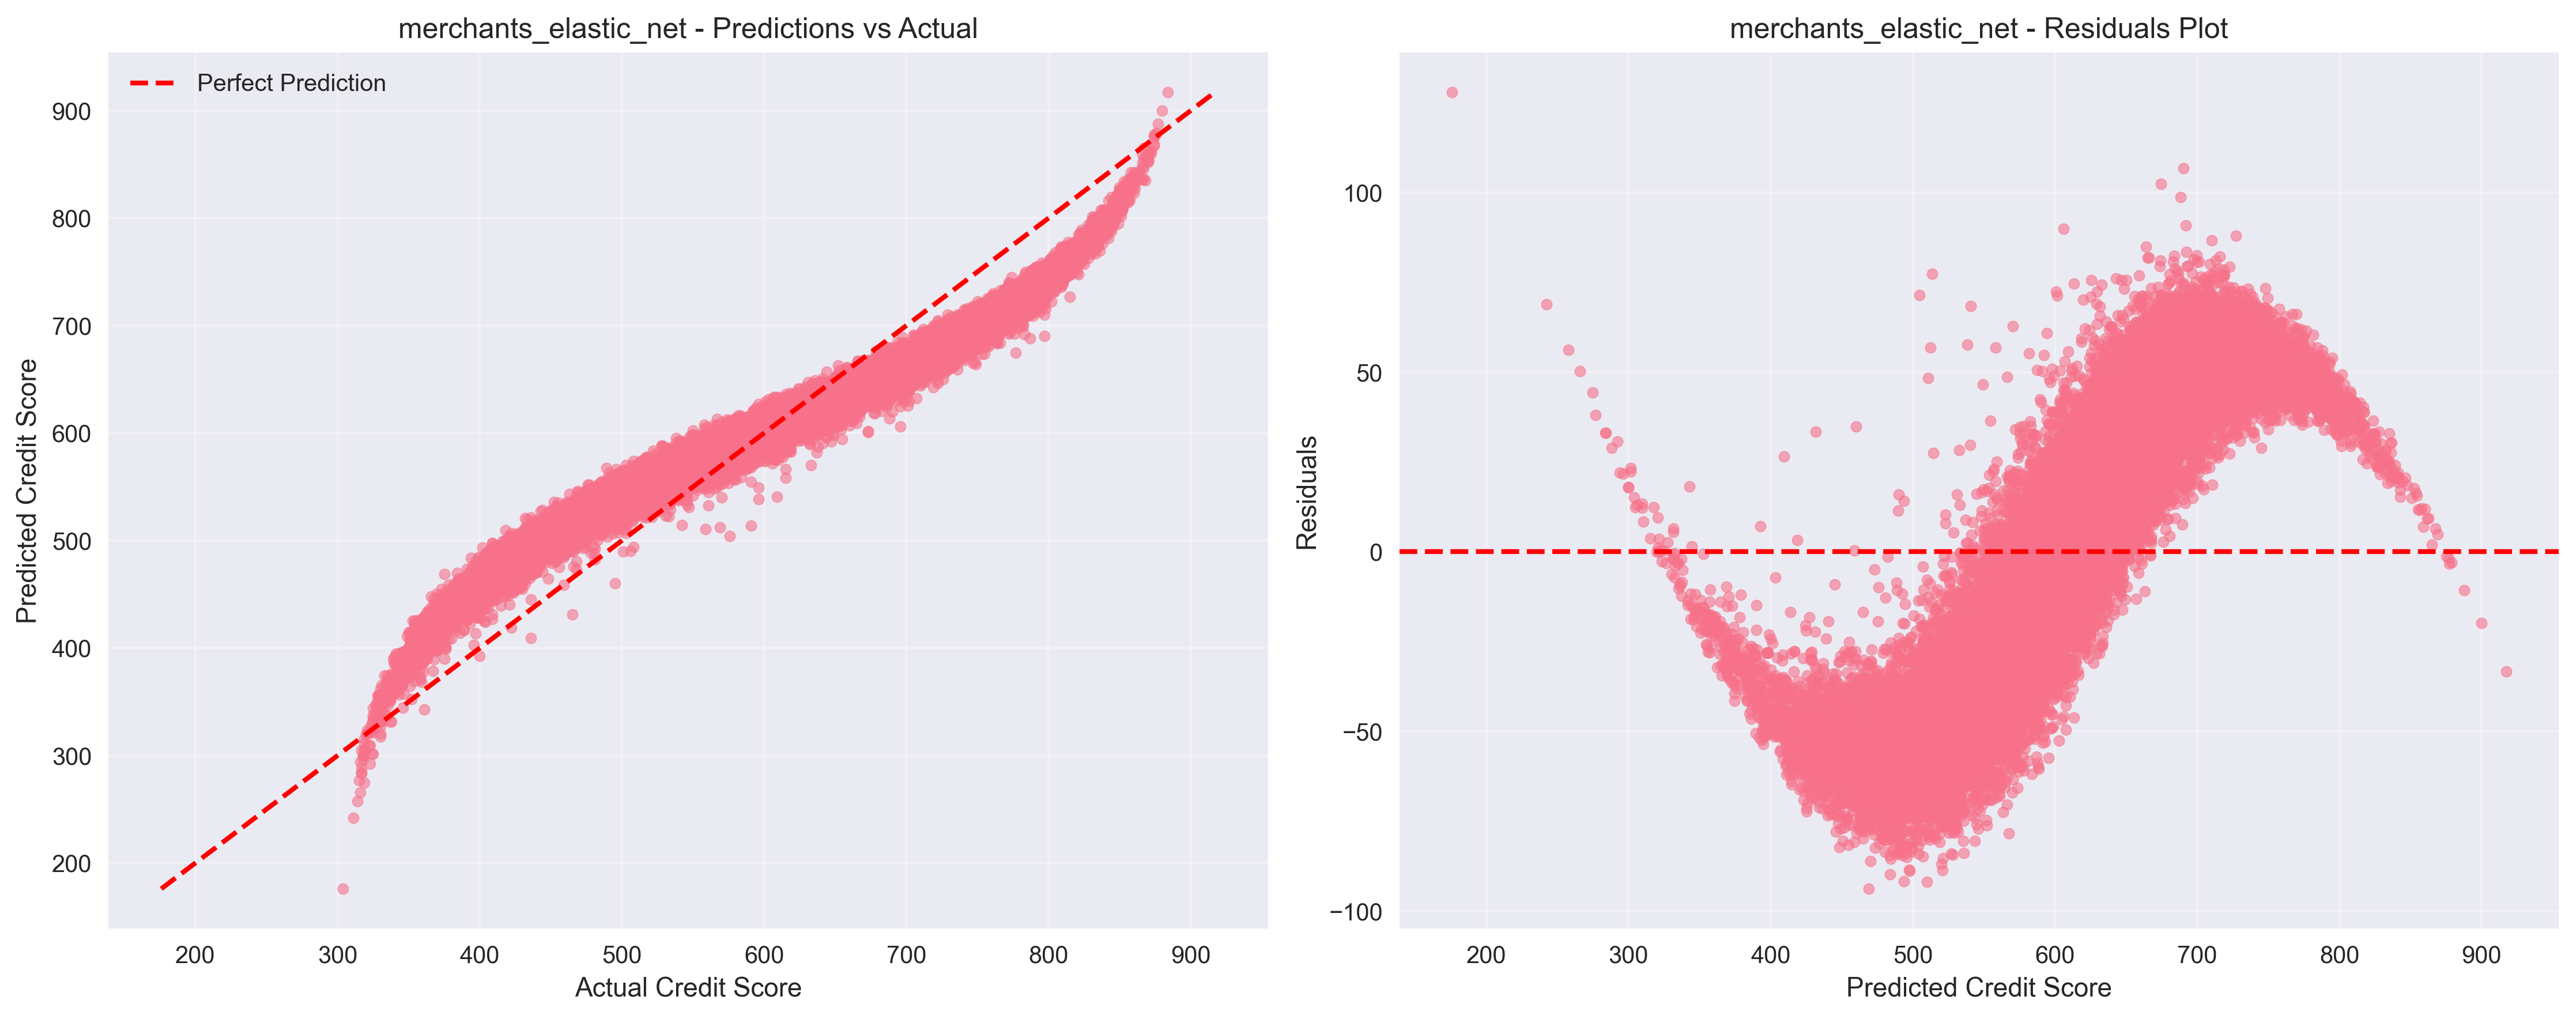 merchants_elastic_net - Predictions vs Actual
Perfect Prediction
900
800
700
600
500
400
300
200
Predicted Credit Score
200 300 400 500 600 700 800 900
Actual Credit Score
merchants_elastic_net - Residuals Plot
100
50
0
−50
−100
Residuals
200 300 400 500 600 700 800 900
Predicted Credit Score